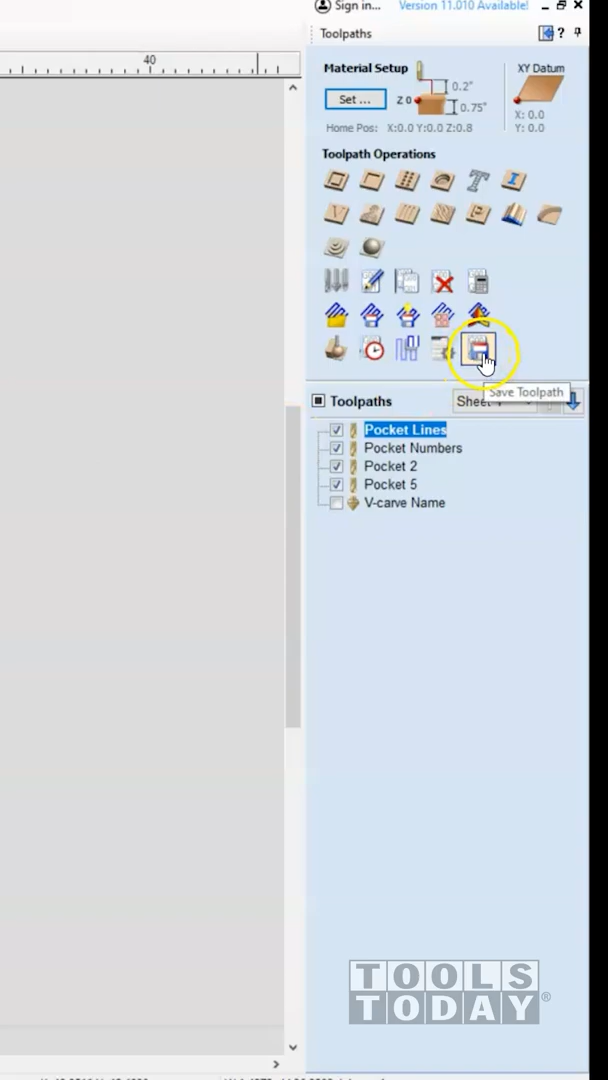 Sign in...
Version 11.010 Available!
Toolpaths
40
Material Setup
XY Datum
0.2"
Set ...
Z 0
0.75"
X: 0.0
Y: 0.0
Home Pos: X:0.0 Y:0.0 Z:0.8
Toolpath Operations
Save Toolpath
Toolpaths
Pocket Lines
Pocket Numbers
Pocket 2
Pocket 5
V-carve Name
TOOLS
TODAY®